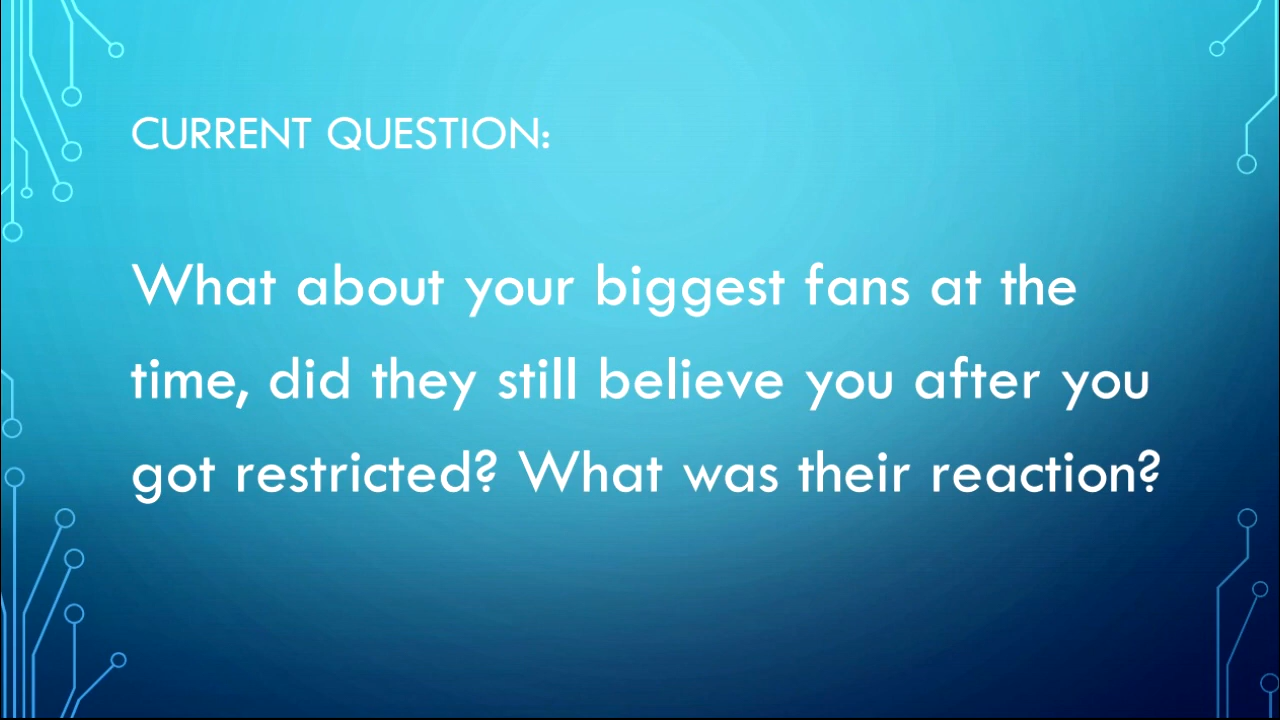 CURRENT QUESTION:
What about your biggest fans at the
time, did they still believe you after you
got restricted? What was their reaction?